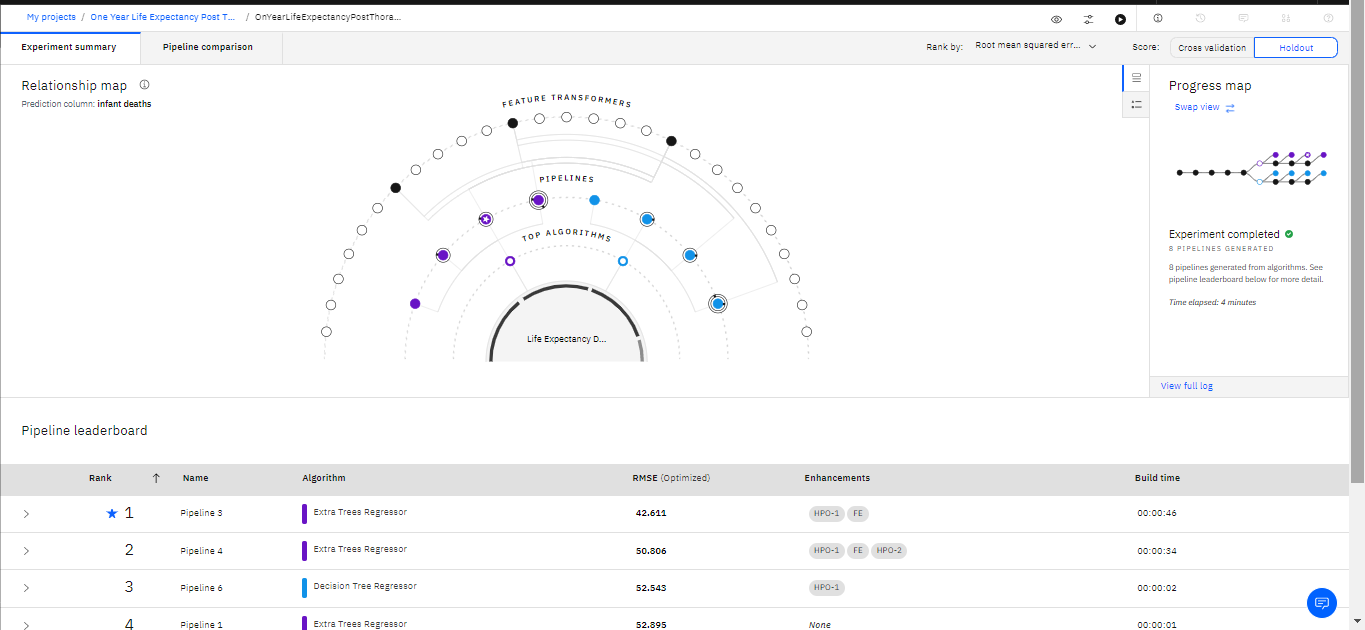 My projects / One Year Life Expectancy Post T... / OnYearLifeExpectancyPostThora...
Experiment summary
Pipeline comparison
Rank by: Root mean squared err...
Score: Cross validation Holdout
Relationship map
Prediction column: infant deaths
FEATURE TRANSFORMERS
PIPELINES
TOP ALGORITHMS
Life Expectancy D...
Progress map
Swap view
Experiment completed
8 PIPELINES GENERATED
8 pipelines generated from algorithms. See
pipeline leaderboard below for more detail.
Time elapsed: 4 minutes
View full log
Pipeline leaderboard
Rank Name Algorithm RMSE (Optimized) Enhancements Build time
1 Pipeline 3 Extra Trees Regressor 42.611 HPO-1 FE 00:00:46
2 Pipeline 4 Extra Trees Regressor 50.806 HPO-1 FE HPO-2 00:00:34
3 Pipeline 6 Decision Tree Regressor 52.543 HPO-1 00:00:02
4 Pipeline 1 Extra Trees Regressor 52.895 None 00:00:01